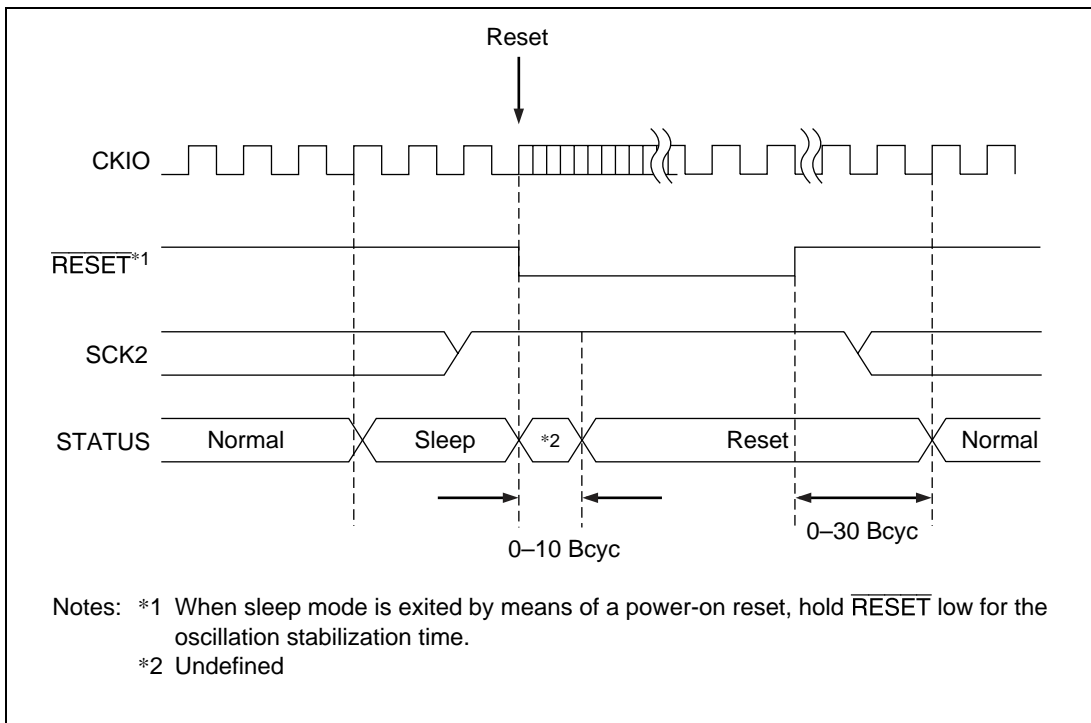 Reset
CKIO
RESET*1
SCK2
STATUS Normal Sleep *2 Reset Normal
0–10 Bcyc 0–30 Bcyc
Notes: *1 When sleep mode is exited by means of a power-on reset, hold RESET low for the
oscillation stabilization time.
*2 Undefined